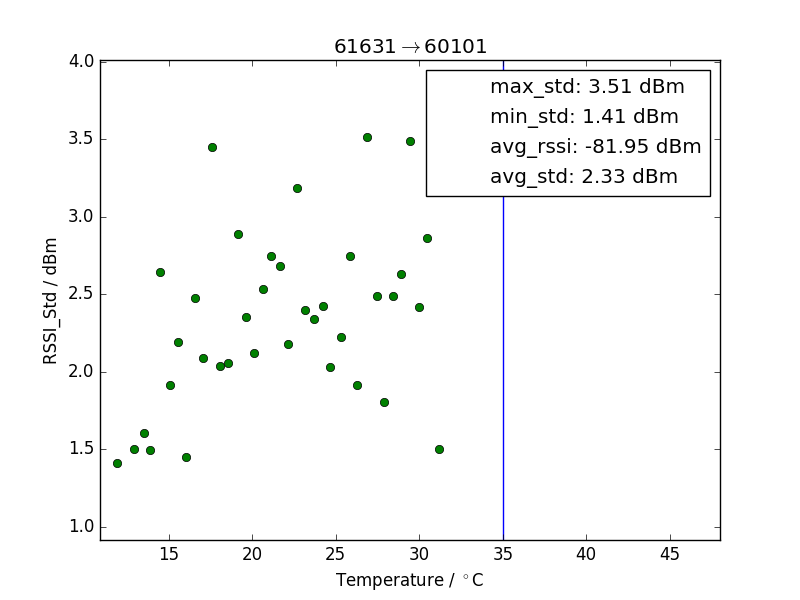 61631→60101
max_std: 3.51 dBm
min_std: 1.41 dBm
avg_rssi: -81.95 dBm
avg_std: 2.33 dBm
RSSI_Std / dBm
4.0
3.5
3.0
2.5
2.0
1.5
1.0
15 20 25 30 35 40 45
Temperature / °C